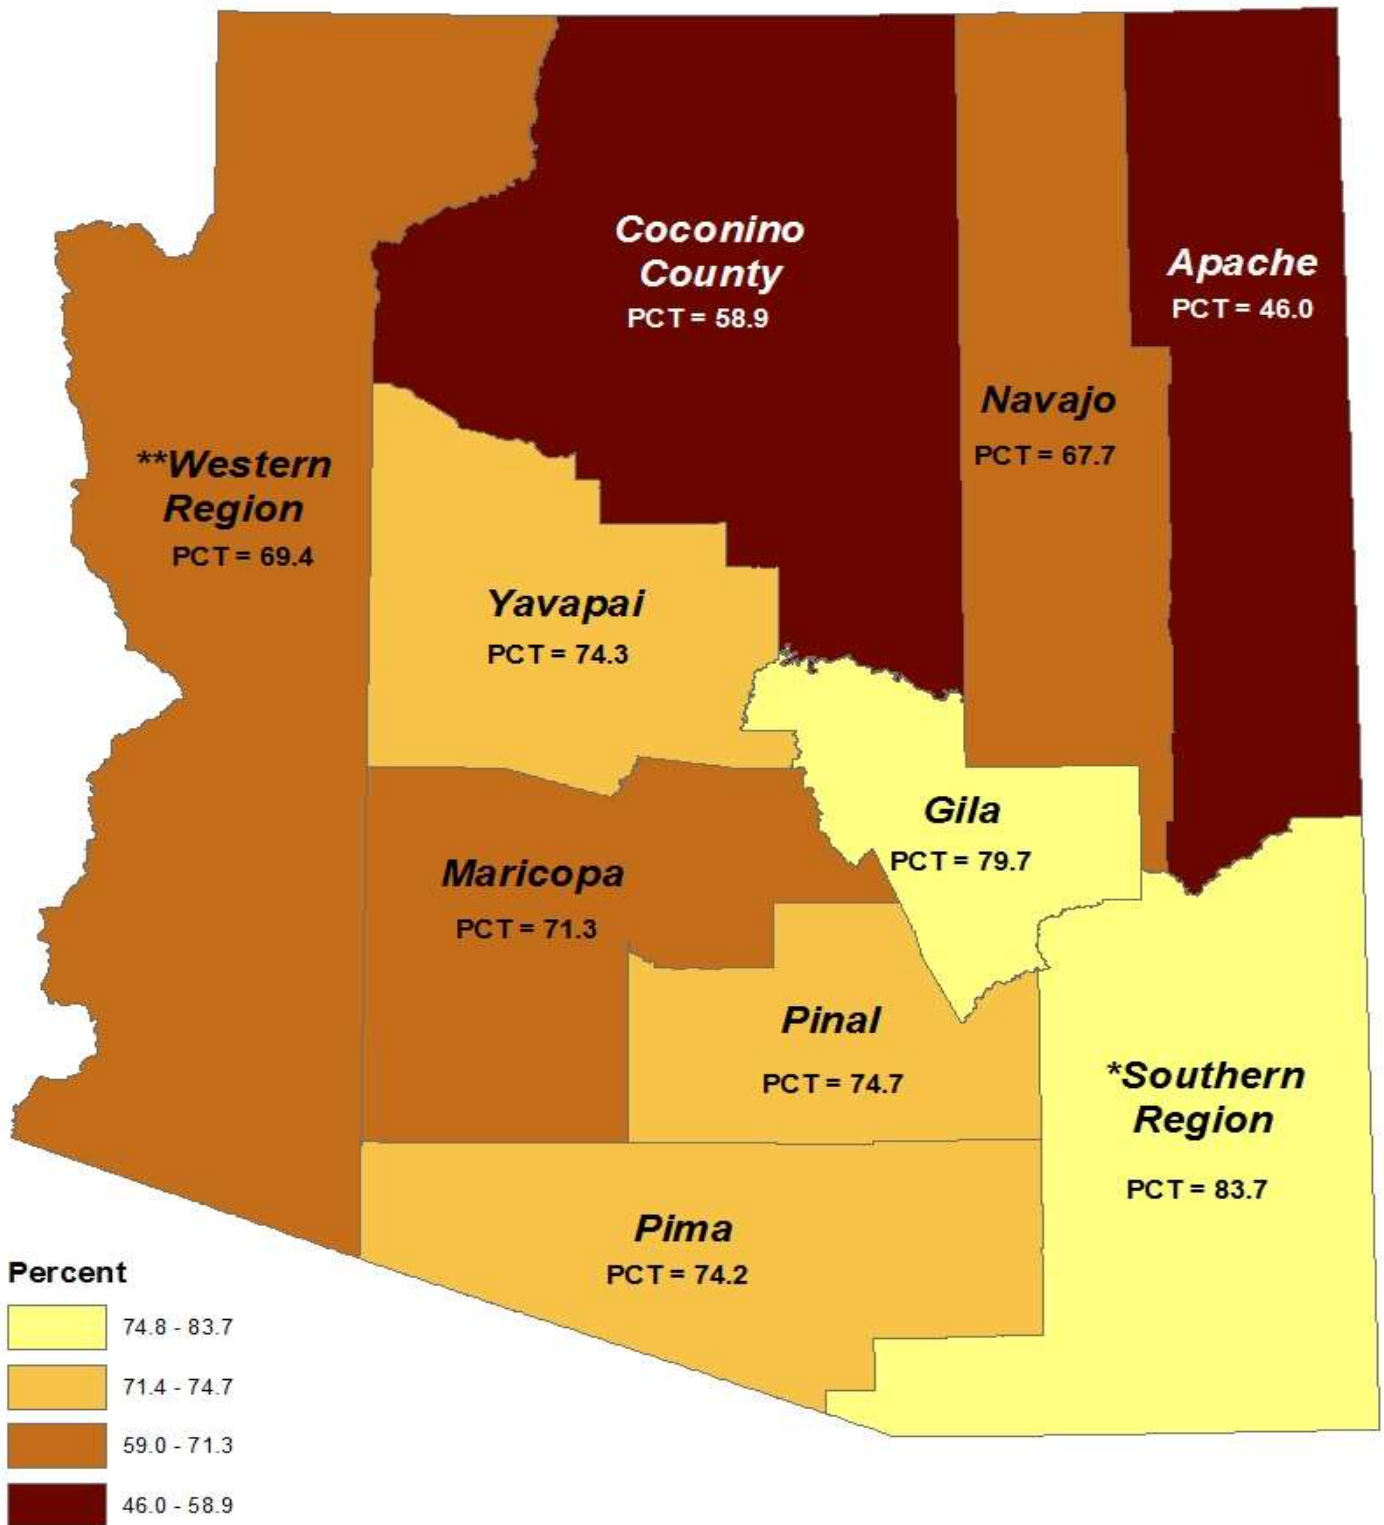 Coconino
County
PCT = 58.9
Apache
PCT = 46.0
Navajo
PCT = 67.7
**Western
Region
PCT = 69.4
Yavapai
PCT = 74.3
Gila
PCT = 79.7
Maricopa
PCT = 71.3
Pinal
PCT = 74.7
*Southern
Region
PCT = 83.7
Pima
PCT = 74.2
Percent
74.8 - 83.7
71.4 - 74.7
59.0 - 71.3
46.0 - 58.9